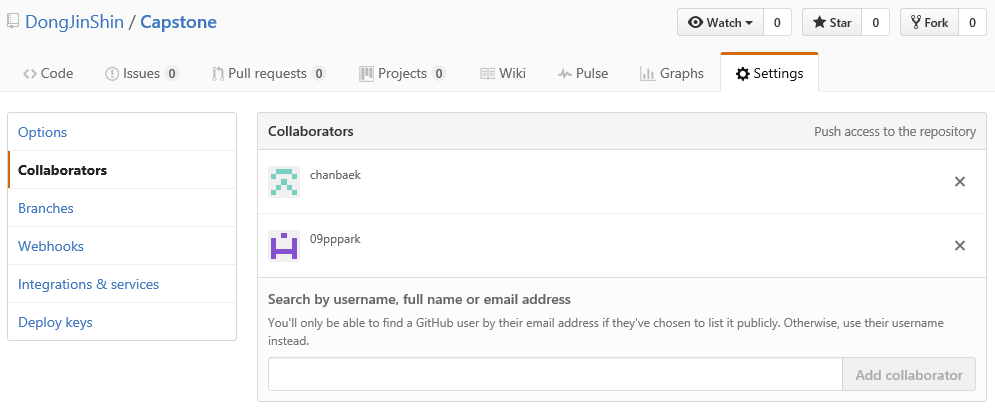 DongJinShin / Capstone
Watch 0 Star 0 Fork 0
Code Issues 0 Pull requests 0 Projects 0 Wiki Pulse Graphs Settings
Options
Collaborators
Branches
Webhooks
Integrations & services
Deploy keys
Collaborators Push access to the repository
chanbaek
09pppark
Search by username, full name or email address
You'll only be able to find a GitHub user by their email address if they've chosen to list it publicly. Otherwise, use their username
instead.
Add collaborator